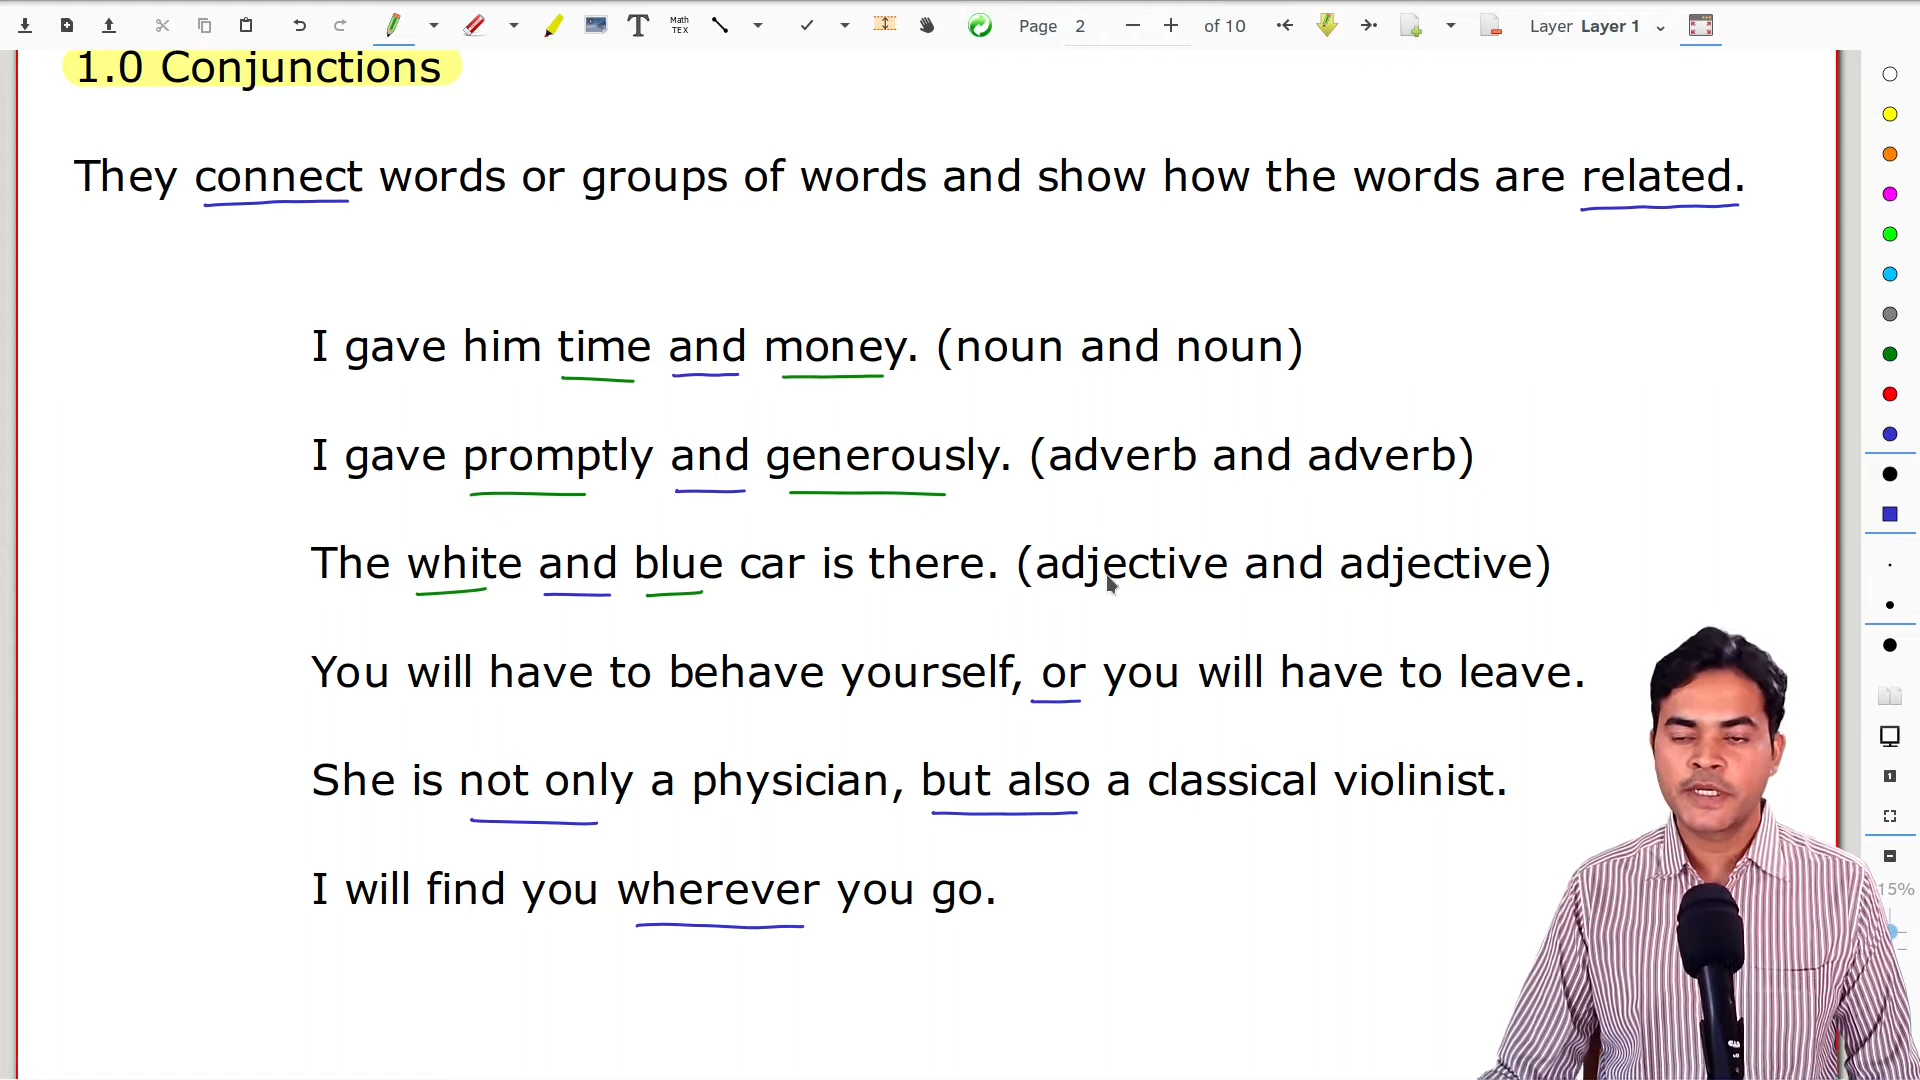 Math
TEX
Page 2 of 10 Layer Layer 1
1.0 Conjunctions
They connect words or groups of words and show how the words are related.
I gave him time and money. (noun and noun)
I gave promptly and generously. (adverb and adverb)
The white and blue car is there. (adjective and adjective)
You will have to behave yourself, or you will have to leave.
She is not only a physician, but also a classical violinist.
I will find you wherever you go.
15%